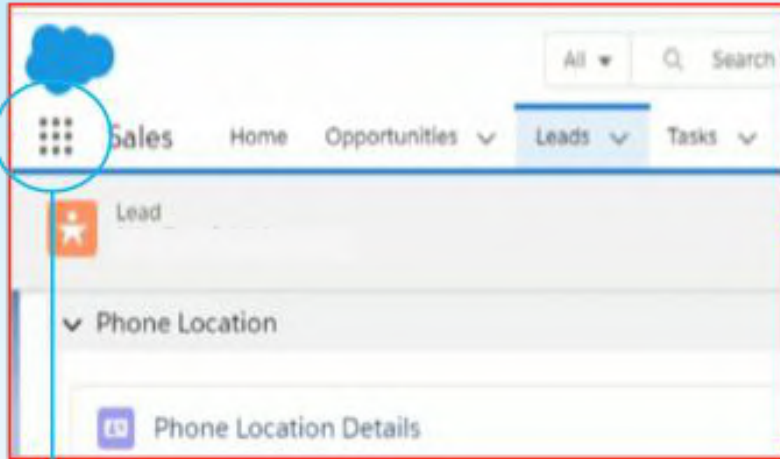 All Search
Sales Home Opportunities Leads Tasks
Lead
Phone Location
Phone Location Details